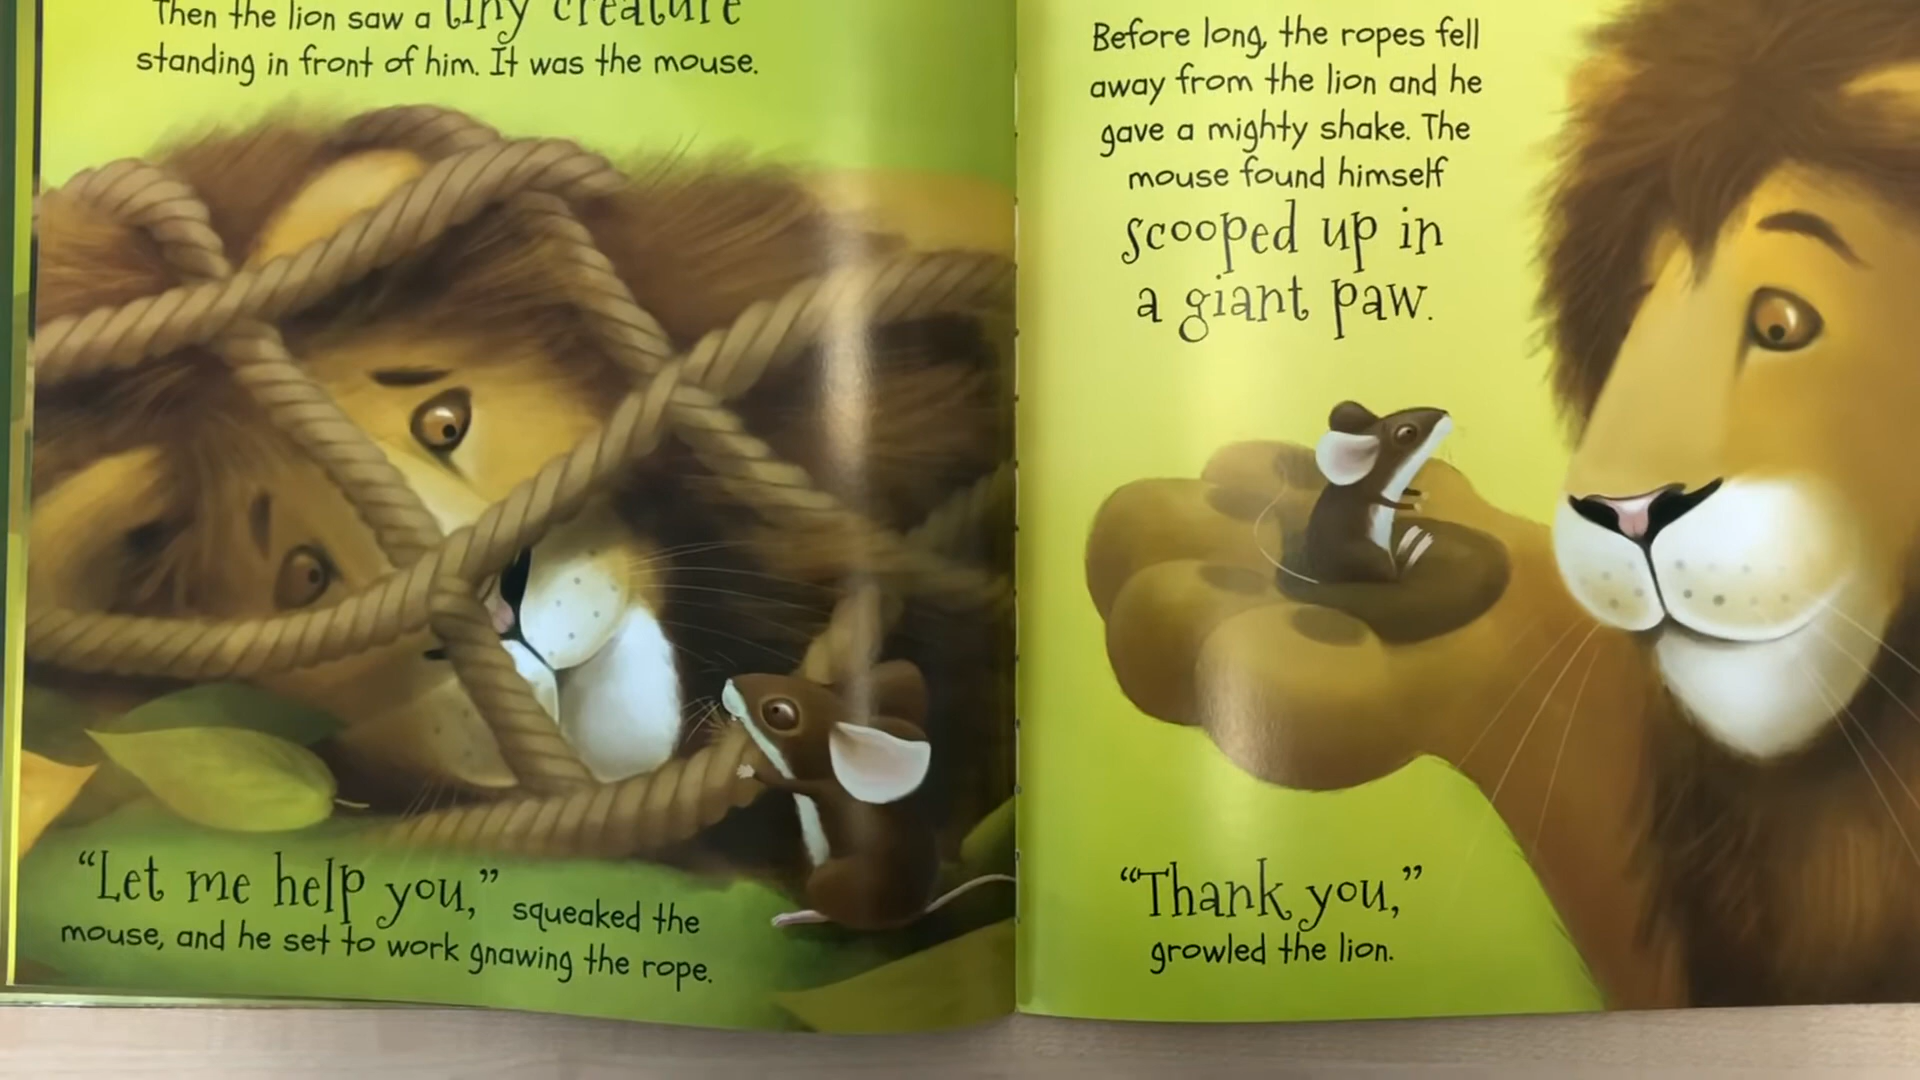 Then the lion saw a tiny creature
standing in front of him. It was the mouse.
“Let me help you,” squeaked the
mouse, and he set to work gnawing the rope.
Before long, the ropes fell
away from the lion and he
gave a mighty shake. The
mouse found himself
scooped up in
a giant paw.
“Thank you,”
growled the lion.